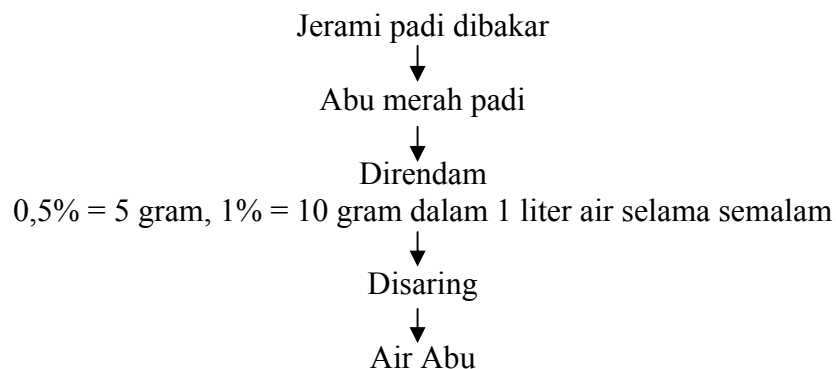 Jerami padi dibakar
Abu merah padi
Direndam
0,5% = 5 gram, 1% = 10 gram dalam 1 liter air selama semalam
Disaring
Air Abu